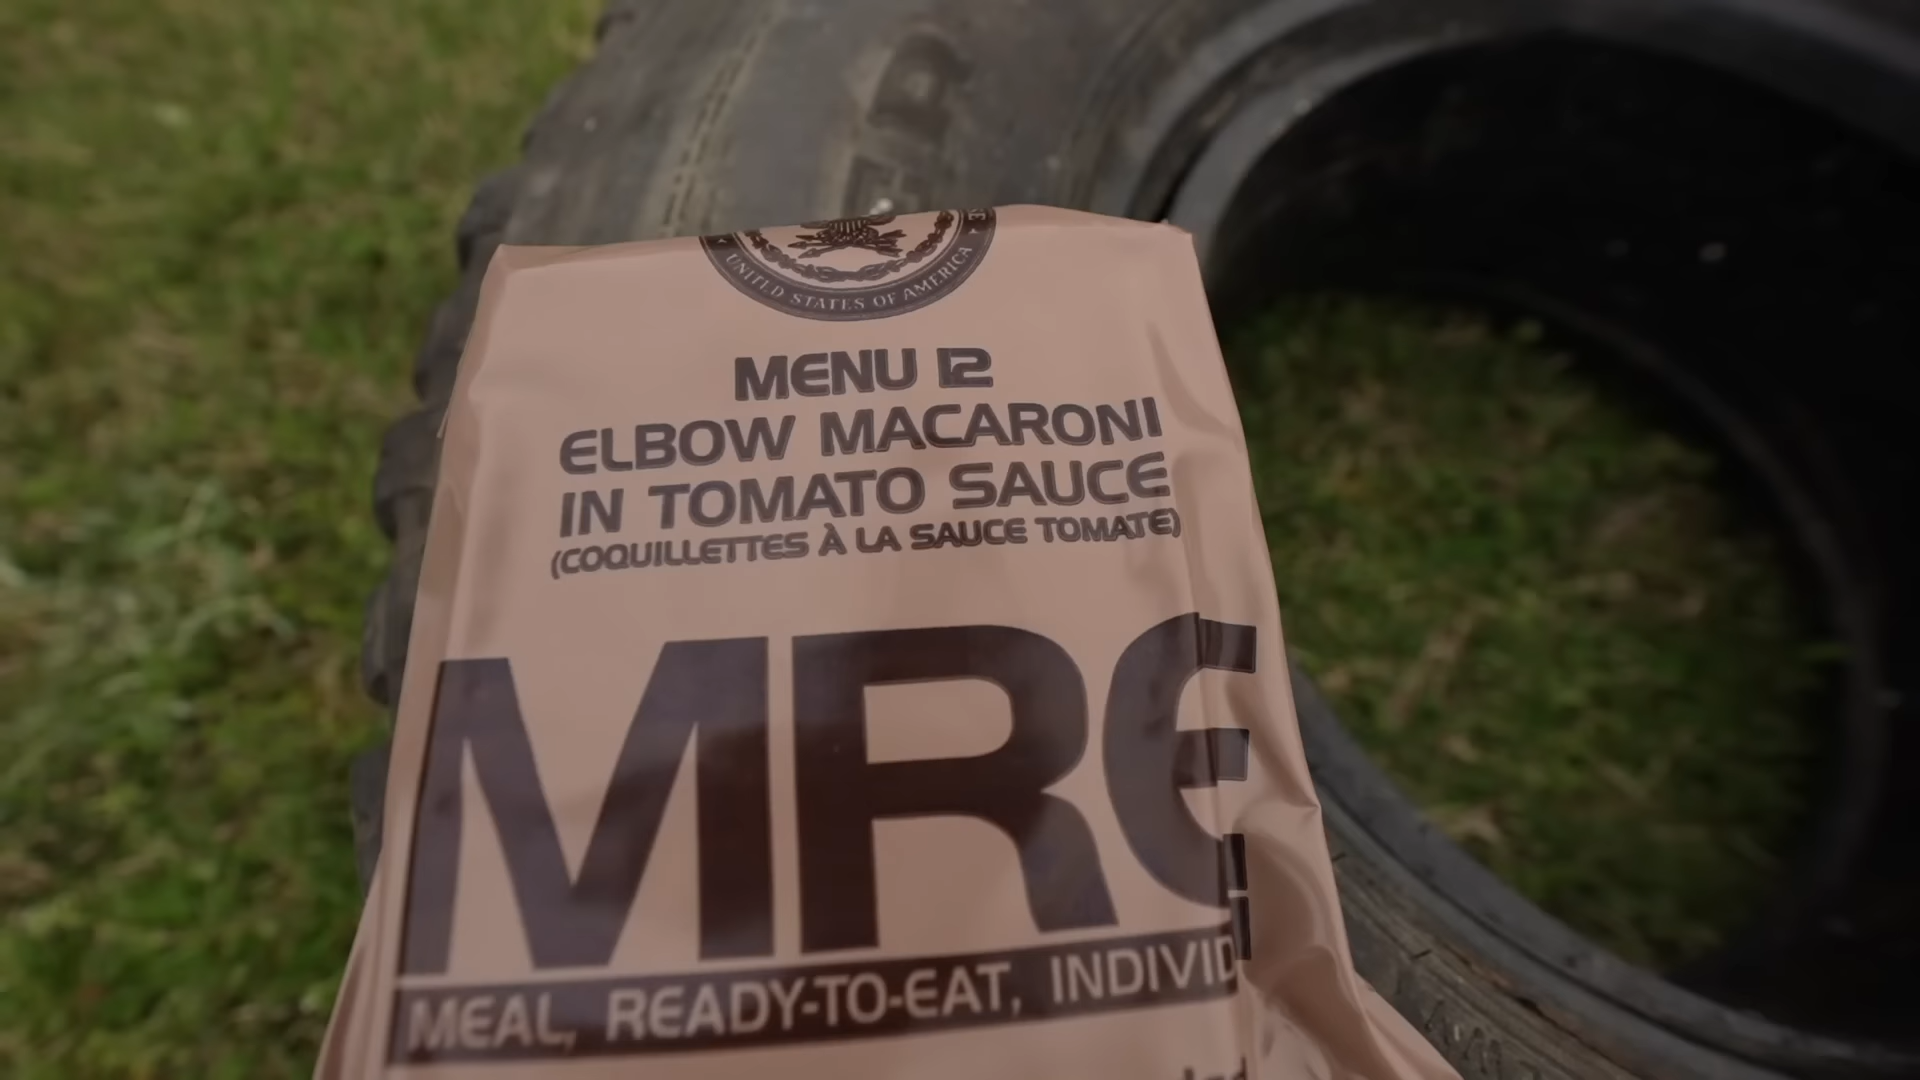 UNITED STATES OF AMERICA
MENU 12
ELBOW MACARONI
IN TOMATO SAUCE
(COQUILLETTES À LA SAUCE TOMATE)
MRE
MEAL, READY-TO-EAT, INDIVID